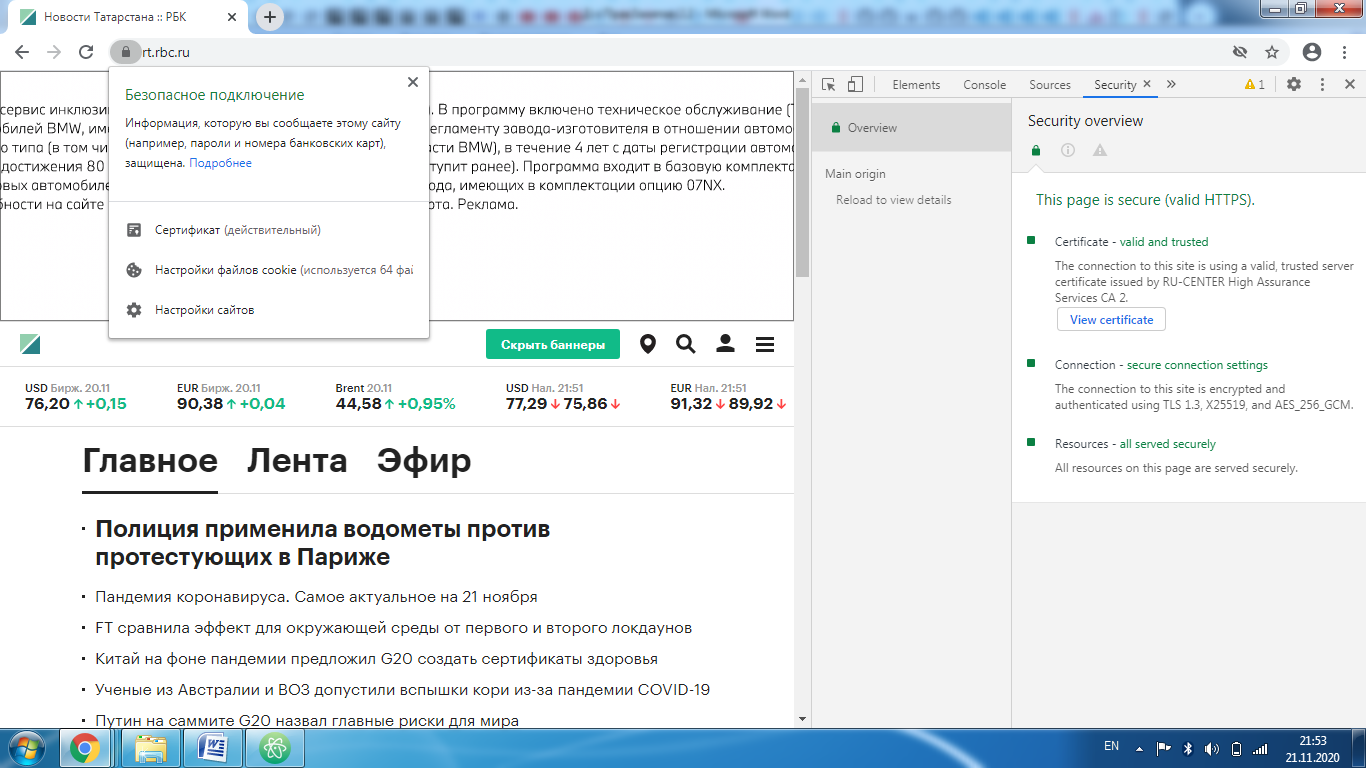 Новости Татарстана :: РБК
rt.rbc.ru
Безопасное подключение
Информация, которую вы сообщаете этому сайту
(например, пароли и номера банковских карт),
защищена. Подробнее
Сертификат (действительный)
Настройки файлов cookie (используется 64 фай
Настройки сайтов
сервис инклюзи
). В программу включено техническое обслуживание (Т
билей BMW, им
регламенту завода-изготовителя в отношении автомо
о типа (в том чи
сти BMW), в течение 4 лет с даты регистрации автомо
достижения 80
тупит ранее). Программа входит в базовую комплекта
овых автомобиле
ода, имеющих в комплектации опцию 07NX.
бности на сайте
рта. Реклама.
Скрыть баннеры
USD Бирж. 20.11
76,20 ↑ +0,15
EUR Бирж. 20.11
90,38 ↑ +0,04
Brent 20.11
44,58 ↑ +0,95%
USD Нал. 21:51
77,29 ↓ 75,86 ↓
EUR Нал. 21:51
91,32 ↓ 89,92 ↓
Главное Лента Эфир
Полиция применила водометы против
протестующих в Париже
Пандемия коронавируса. Самое актуальное на 21 ноября
FT сравнила эффект для окружающей среды от первого и второго локдаунов
Китай на фоне пандемии предложил G20 создать сертификаты здоровья
Ученые из Австралии и ВОЗ допустили вспышки кори из-за пандемии COVID-19
Путин на саммите G20 назвал главные риски для мира
Elements Console Sources Security 1
Overview
Main origin
Reload to view details
Security overview
This page is secure (valid HTTPS).
Certificate - valid and trusted
The connection to this site is using a valid, trusted server
certificate issued by RU-CENTER High Assurance
Services CA 2.
View certificate
Connection - secure connection settings
The connection to this site is encrypted and
authenticated using TLS 1.3, X25519, and AES_256_GCM.
Resources - all served securely
All resources on this page are served securely.
EN
21:53
21.11.2020